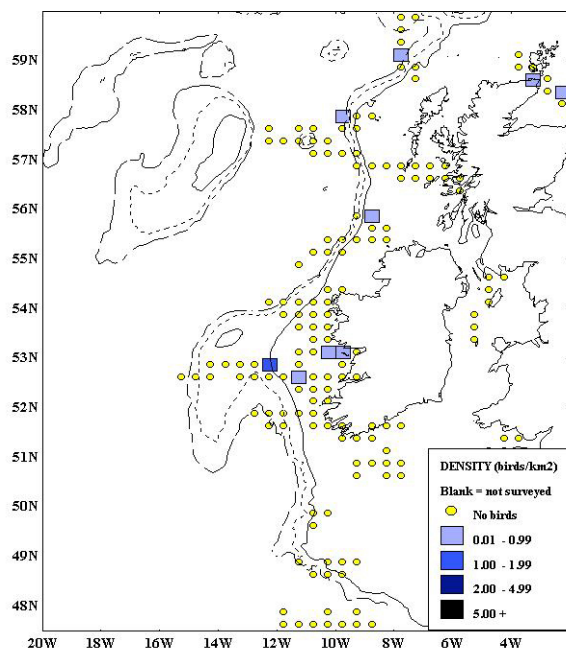 59N
58N
57N
56N
55N
54N
53N
52N
51N
50N
49N
48N
DENSITY (birds/km2)
Blank = not surveyed
No birds
0.01 - 0.99
1.00 - 1.99
2.00 - 4.99
5.00 +
20W 16W 14W 12W 10W 8W 6W 4W